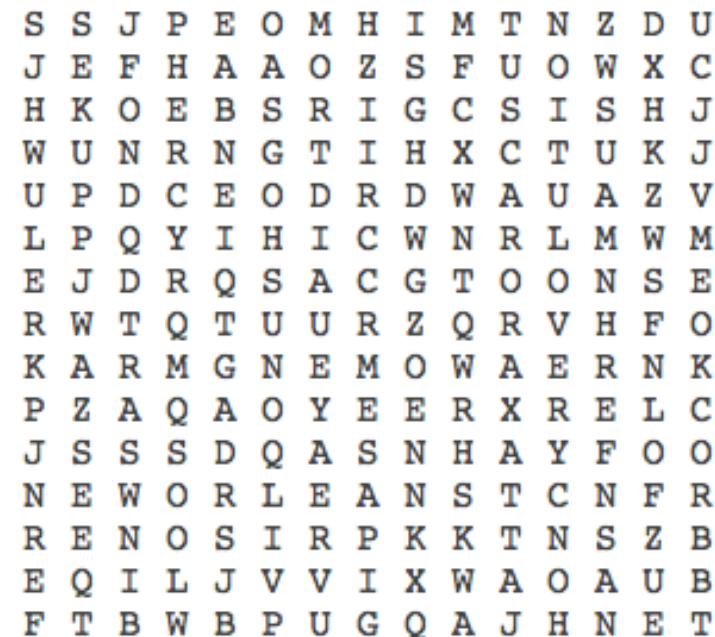 S S J P E O M H I M T N Z D U
J E F H A A O Z S F U O W X C
H K O E B S R I G C S I S H J
W U N R N G T I H X C T U K J
U P D C E O D R D W A U A Z V
L P Q Y I H I C W N R L M W M
E J D R Q S A C G T O O N S E
R W T Q T U U R Z Q R V H F O
K A R M G N E M O W A E R N K
P Z A Q A O Y E E R X R E L C
J S S S D Q A S N H A Y F O O
N E W O R L E A N S T C N F R
R E N O S I R P K K T N S Z B
E Q I L J V V I X W A O A U B
F T B W B P U G Q A J H N E T